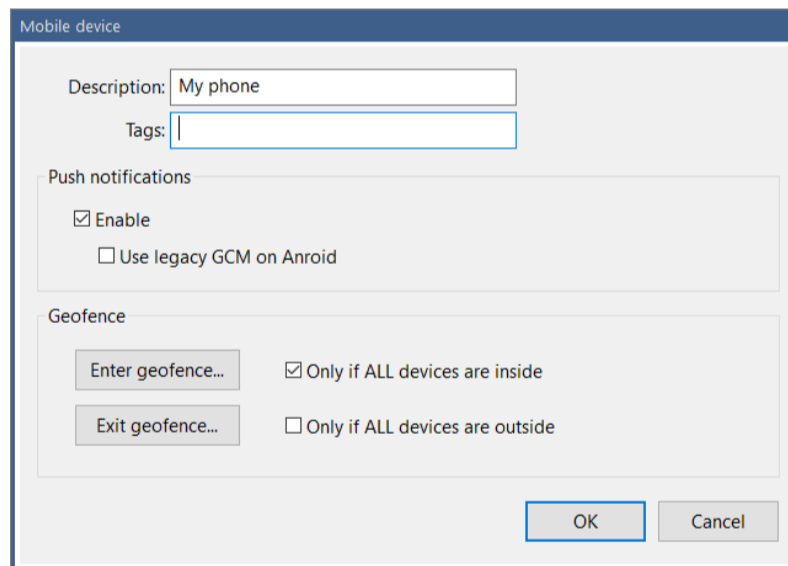 Mobile device
Description: My phone
Tags:
Push notifications
Enable
Use legacy GCM on Anroid
Geofence
Enter geofence... Only if ALL devices are inside
Exit geofence... Only if ALL devices are outside
OK Cancel